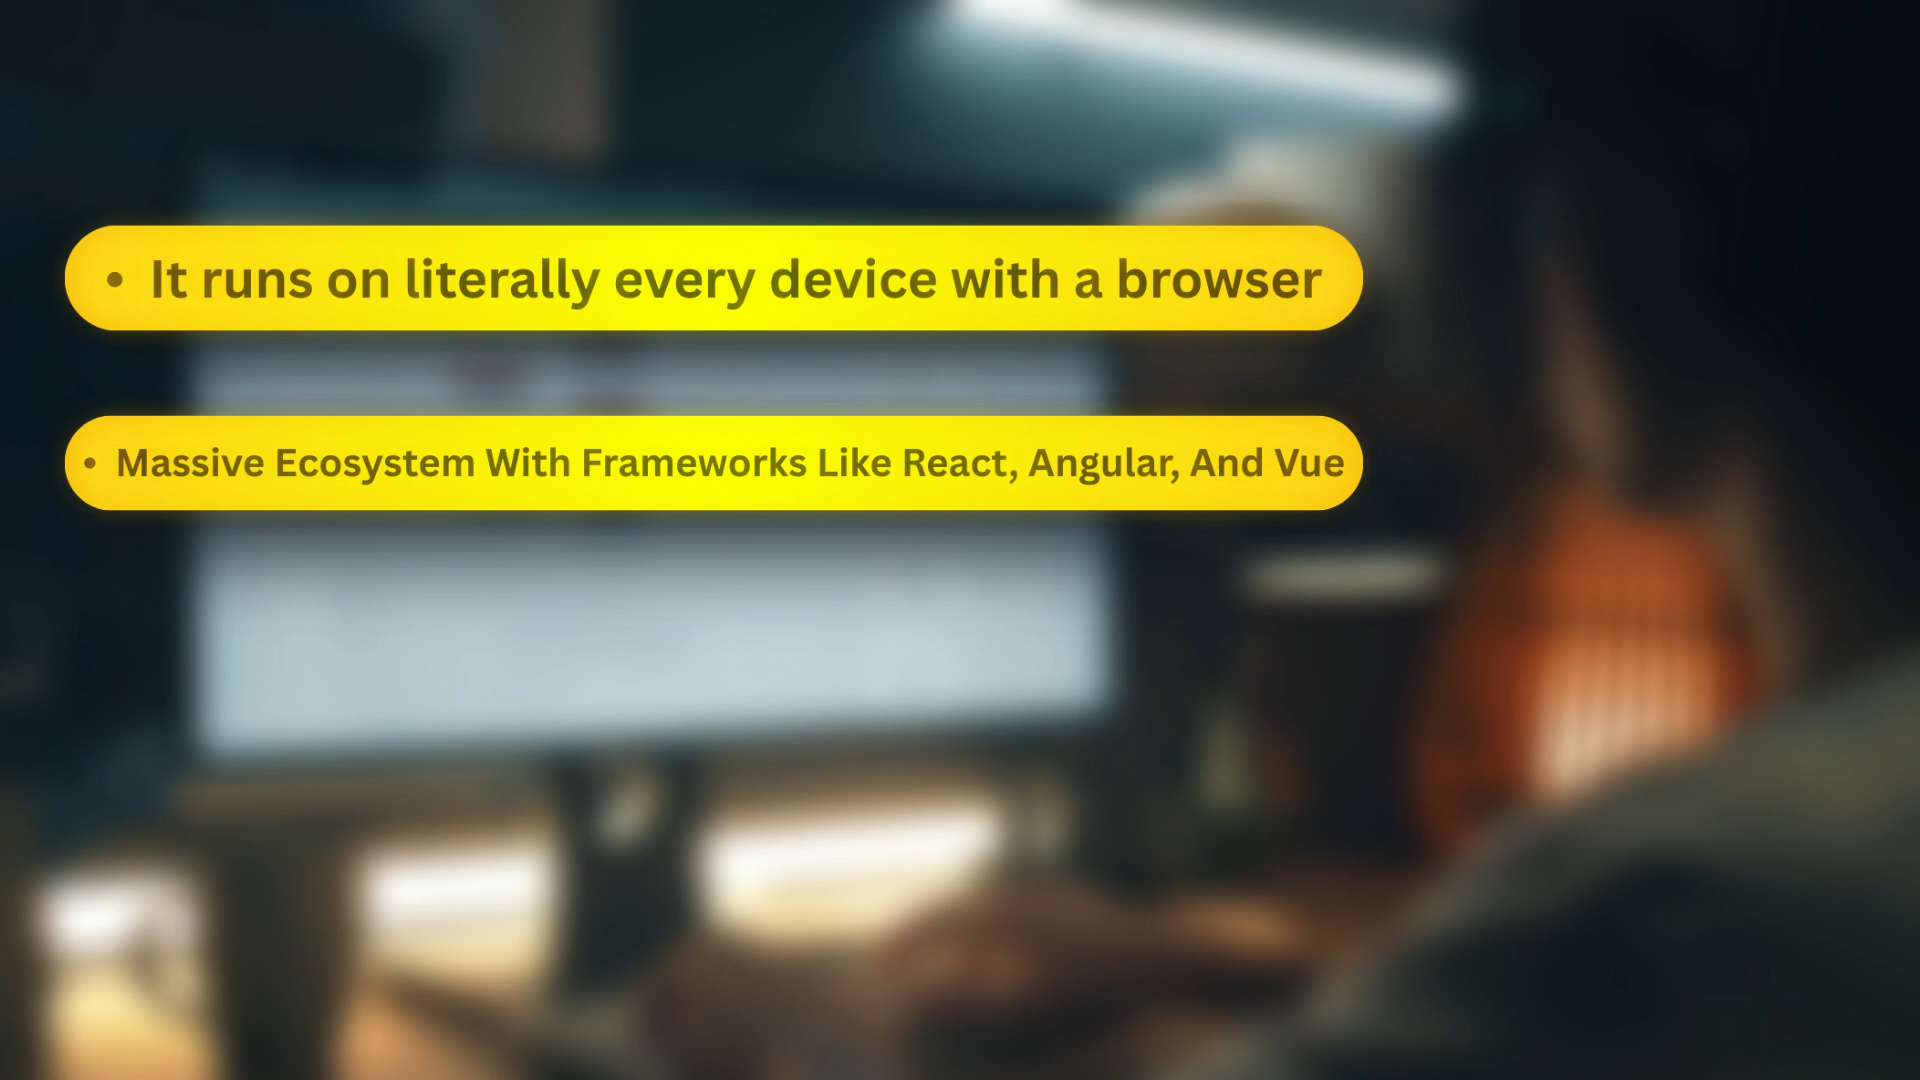 • It runs on literally every device with a browser
• Massive Ecosystem With Frameworks Like React, Angular, And Vue